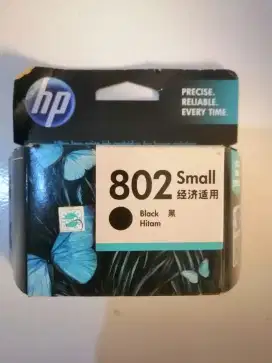 hp
PRECISE.
RELIABLE.
EVERY TIME.
802 Small
经济适用
Black 黑
Hitam